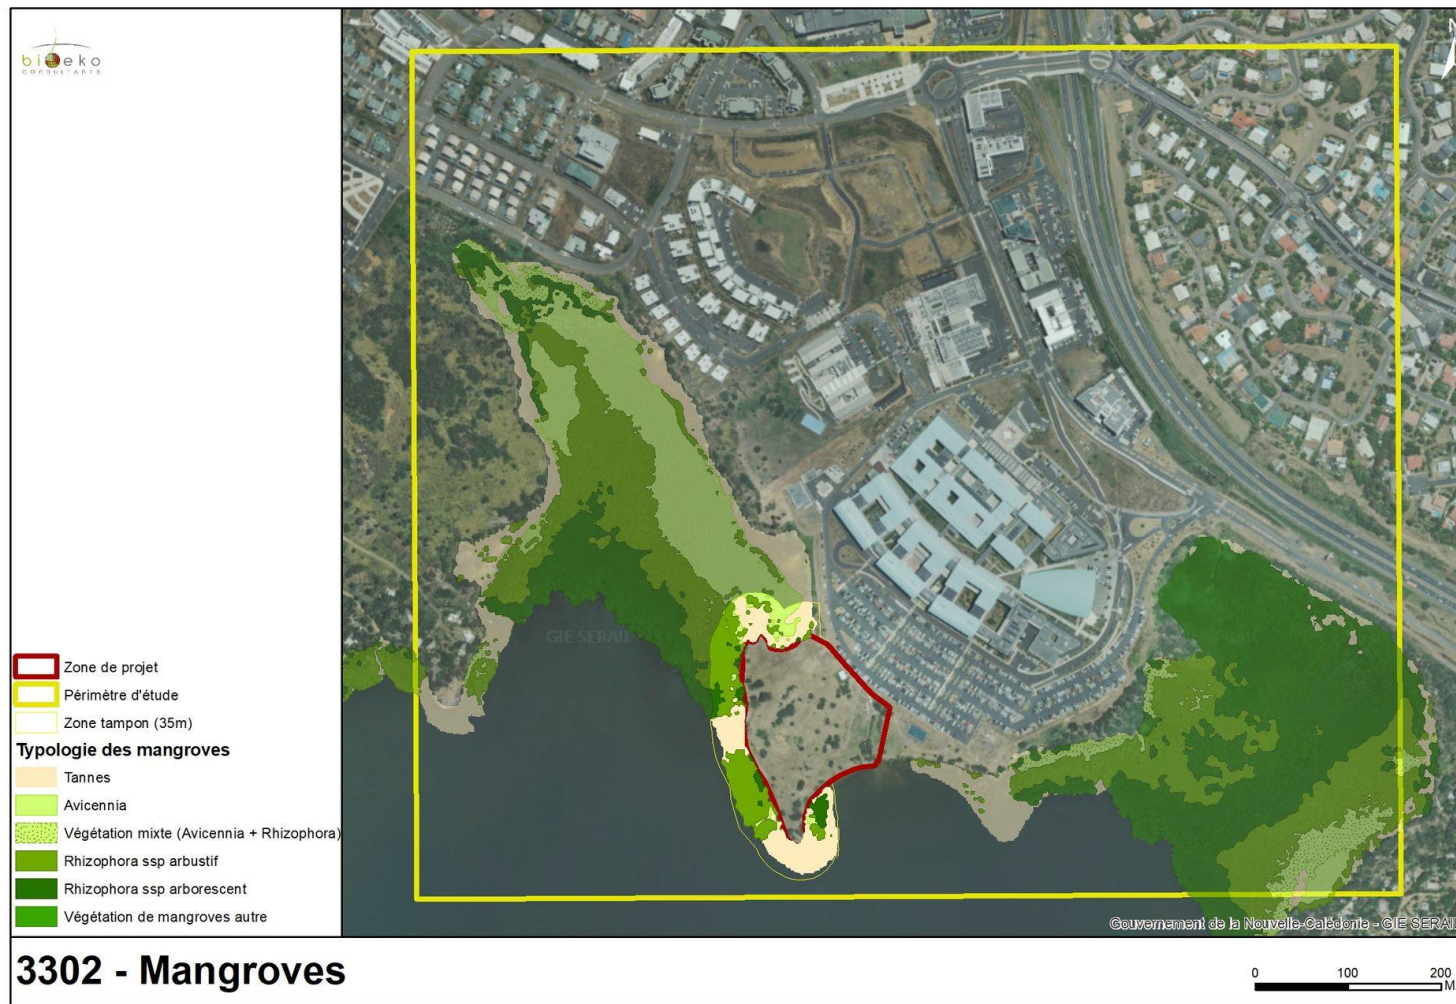 bioeko
CONSULTANTS
GIE SERAIL
Zone de projet
Périmètre d'étude
Zone tampon (35m)
Typologie des mangroves
Tannes
Avicennia
Végétation mixte (Avicennia + Rhizophora)
Rhizophora ssp arbustif
Rhizophora ssp arborescent
Végétation de mangroves autre
Gouvernement de la Nouvelle-Calédonie - GIE SERAI
3302 - Mangroves
0 100 200
M